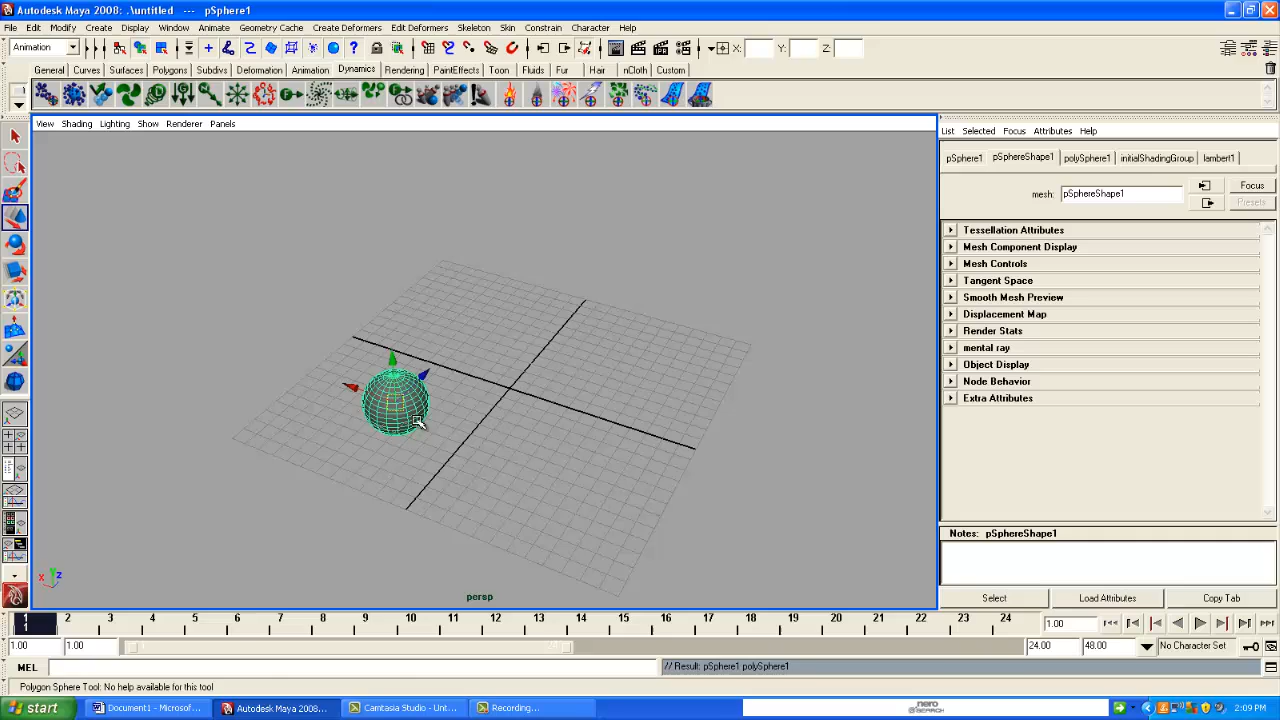 Autodesk Maya 2008: .\untitled --- pSphere1
File Edit Modify Create Display Window Animate Geometry Cache Create Deformers Edit Deformers Skeleton Skin Constrain Character Help
Animation X: Y: Z:
General Curves Surfaces Polygons Subdivs Deformation Animation Dynamics Rendering PaintEffects Toon Fluids Fur Hair nCloth Custom
View Shading Lighting Show Renderer Panels
List Selected Focus Attributes Help
pSphere1 pSphereShape1 polySphere1 initialShadingGroup lambert1
mesh: pSphereShape1 Focus
Presets
Tessellation Attributes
Mesh Component Display
Mesh Controls
Tangent Space
Smooth Mesh Preview
Displacement Map
Render Stats
mental ray
Object Display
Node Behavior
Extra Attributes
Notes: pSphereShape1
X Y Z
persp
Select Load Attributes Copy Tab
1 2 3 4 5 6 7 8 9 10 11 12 13 14 15 16 17 18 19 20 21 22 23 24 1.00
1
1.00 1.00 24.00 48.00 No Character Set
MEL // Result: pSphere1 polySphere1
Polygon Sphere Tool: No help available for this tool
start Document1 - Microsof... Autodesk Maya 2008... Camtasia Studio - Unt... Recording... nero SEARCH 2:09 PM